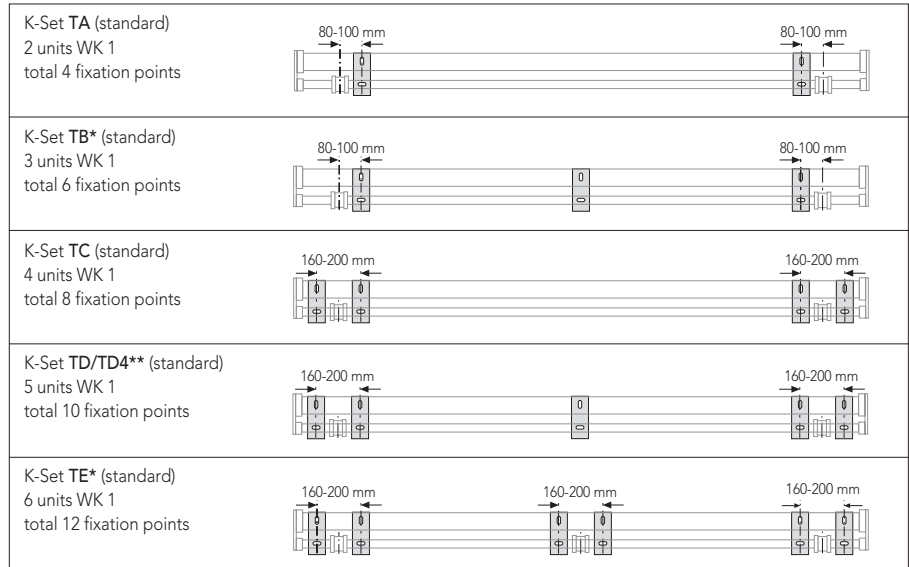 K-Set TA (standard)
2 units WK 1
total 4 fixation points
80-100 mm
80-100 mm
K-Set TB* (standard)
3 units WK 1
total 6 fixation points
80-100 mm
80-100 mm
K-Set TC (standard)
4 units WK 1
total 8 fixation points
160-200 mm
160-200 mm
K-Set TD/TD4** (standard)
5 units WK 1
total 10 fixation points
160-200 mm
160-200 mm
K-Set TE* (standard)
6 units WK 1
total 12 fixation points
160-200 mm
160-200 mm
160-200 mm